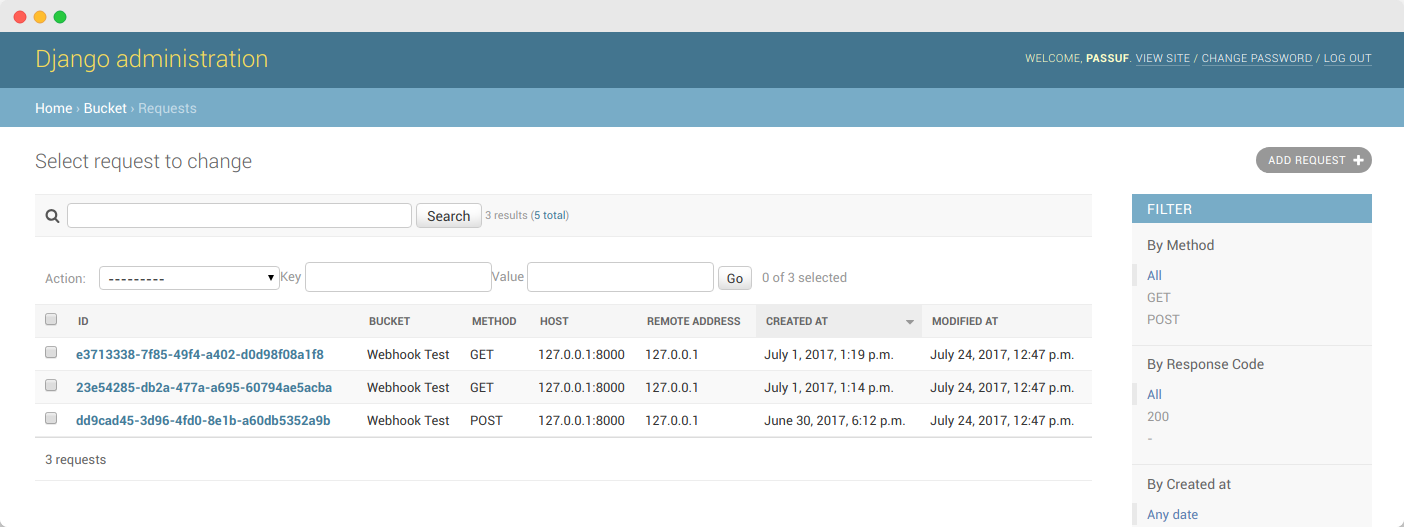 Django administration
WELCOME, PASSUF. VIEW SITE / CHANGE PASSWORD / LOG OUT
Home › Bucket › Requests
Select request to change
ADD REQUEST +
Search 3 results (5 total)
Action: --------- Key Value Go 0 of 3 selected
ID BUCKET METHOD HOST REMOTE ADDRESS CREATED AT MODIFIED AT
e3713338-7f85-49f4-a402-d0d98f08a1f8 Webhook Test GET 127.0.0.1:8000 127.0.0.1 July 1, 2017, 1:19 p.m. July 24, 2017, 12:47 p.m.
23e54285-db2a-477a-a695-60794ae5acba Webhook Test GET 127.0.0.1:8000 127.0.0.1 July 1, 2017, 1:14 p.m. July 24, 2017, 12:47 p.m.
dd9cad45-3d96-4fd0-8e1b-a60db5352a9b Webhook Test POST 127.0.0.1:8000 127.0.0.1 June 30, 2017, 6:12 p.m. July 24, 2017, 12:47 p.m.
3 requests
FILTER
By Method
All
GET
POST
By Response Code
All
200
-
By Created at
Any date